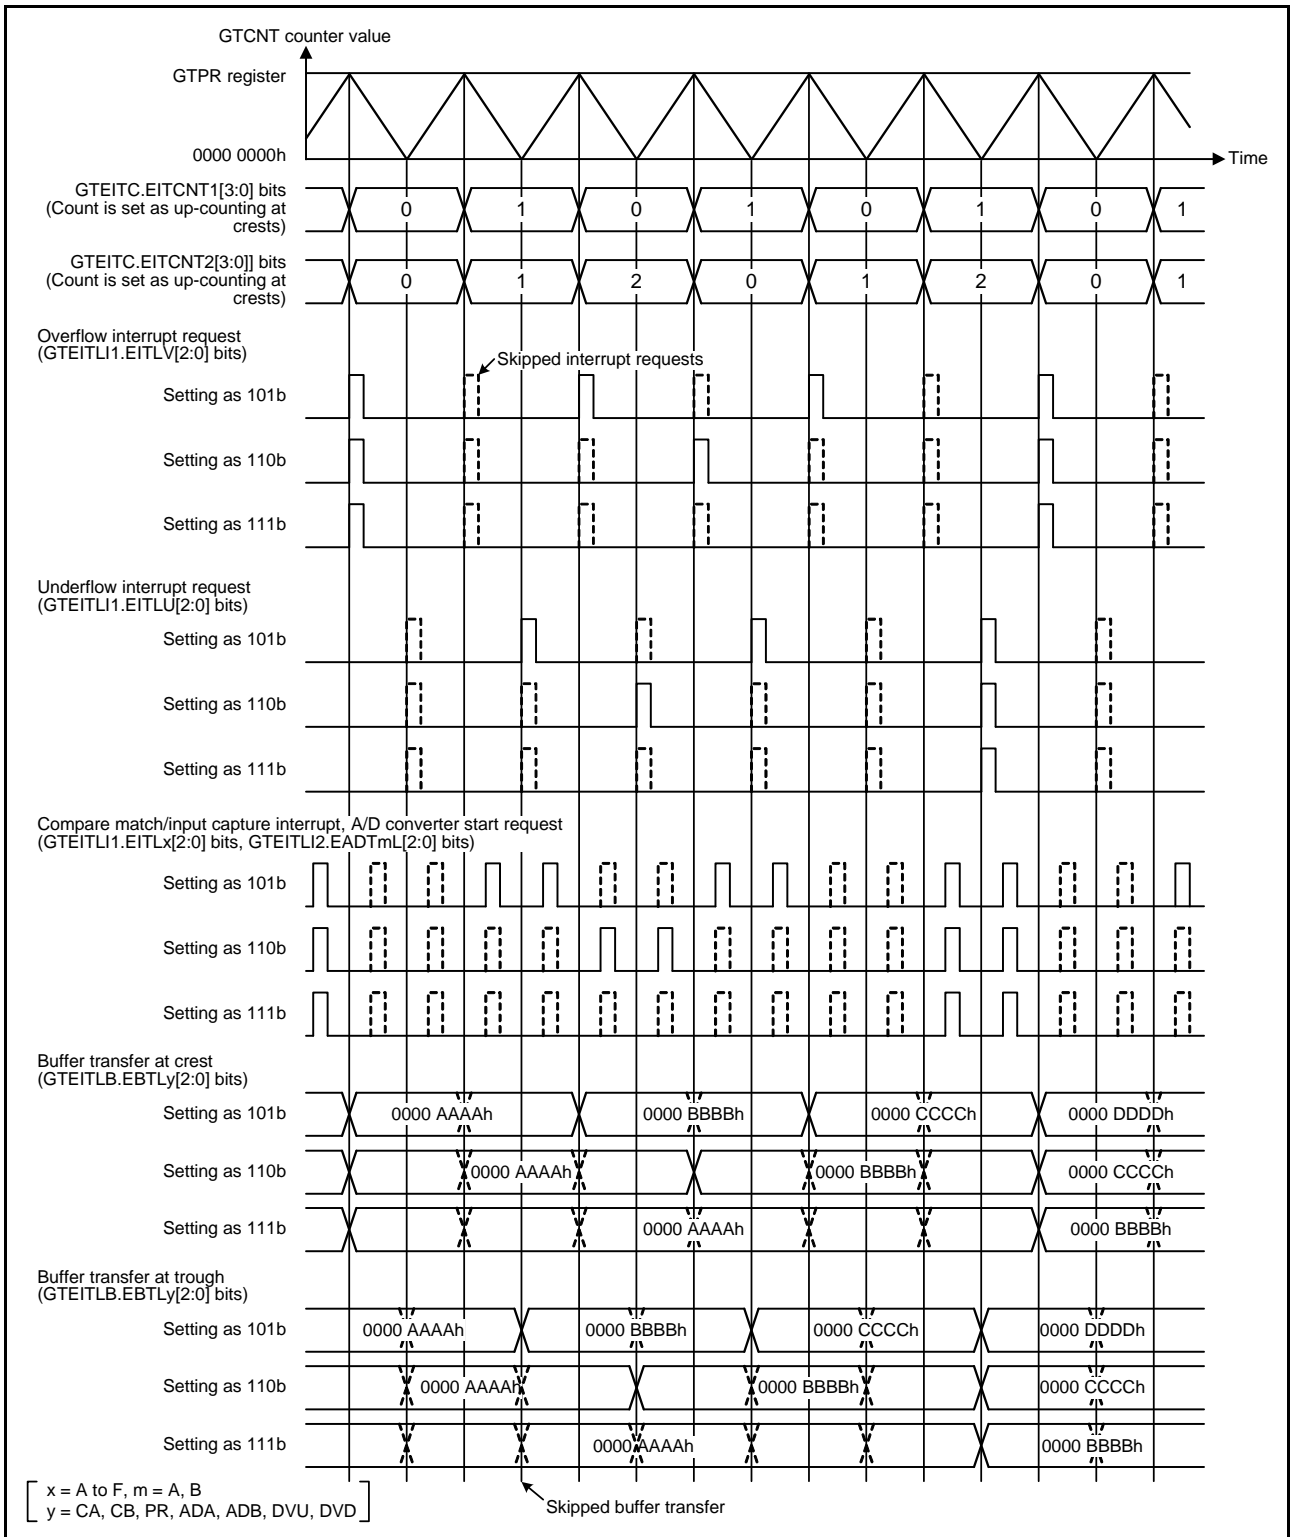 GTCNT counter value
GTPR register
0000 0000h
Time
GTEITC.EITCNT1[3:0] bits
(Count is set as up-counting at
crests)
0 1 0 1 0 1 0 1
GTEITC.EITCNT2[3:0]] bits
(Count is set as up-counting at
crests)
0 1 2 0 1 2 0 1
Overflow interrupt request
(GTEITLI1.EITLV[2:0] bits)
Skipped interrupt requests
Setting as 101b
Setting as 110b
Setting as 111b
Underflow interrupt request
(GTEITLI1.EITLU[2:0] bits)
Setting as 101b
Setting as 110b
Setting as 111b
Compare match/input capture interrupt, A/D converter start request
(GTEITLI1.EITLx[2:0] bits, GTEITLI2.EADTmL[2:0] bits)
Setting as 101b
Setting as 110b
Setting as 111b
Buffer transfer at crest
(GTEITLB.EBTLy[2:0] bits)
Setting as 101b 0000 AAAAh 0000 BBBBh 0000 CCCCh 0000 DDDDh
Setting as 110b 0000 AAAAh 0000 BBBBh 0000 CCCCh
Setting as 111b 0000 AAAAh 0000 BBBBh
Buffer transfer at trough
(GTEITLB.EBTLy[2:0] bits)
Setting as 101b 0000 AAAAh 0000 BBBBh 0000 CCCCh 0000 DDDDh
Setting as 110b 0000 AAAAh 0000 BBBBh 0000 CCCCh
Setting as 111b 0000 AAAAh 0000 BBBBh
x = A to F, m = A, B
y = CA, CB, PR, ADA, ADB, DVU, DVD
Skipped buffer transfer